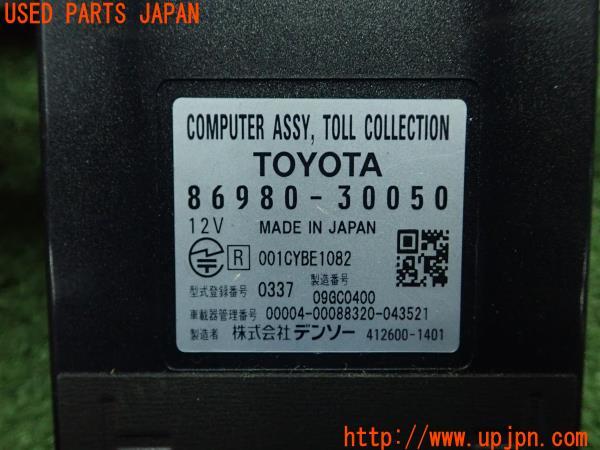 USED PARTS JAPAN
COMPUTER ASSY, TOLL COLLECTION
TOYOTA
86980-30050
12V MADE IN JAPAN
R 001CYBE1082
型式登録番号 0337 製造番号 09GC0400
車載器管理番号 00004-00088320-043521
製造者 株式会社デンソー 412600-1401
http://www.upjpn.com